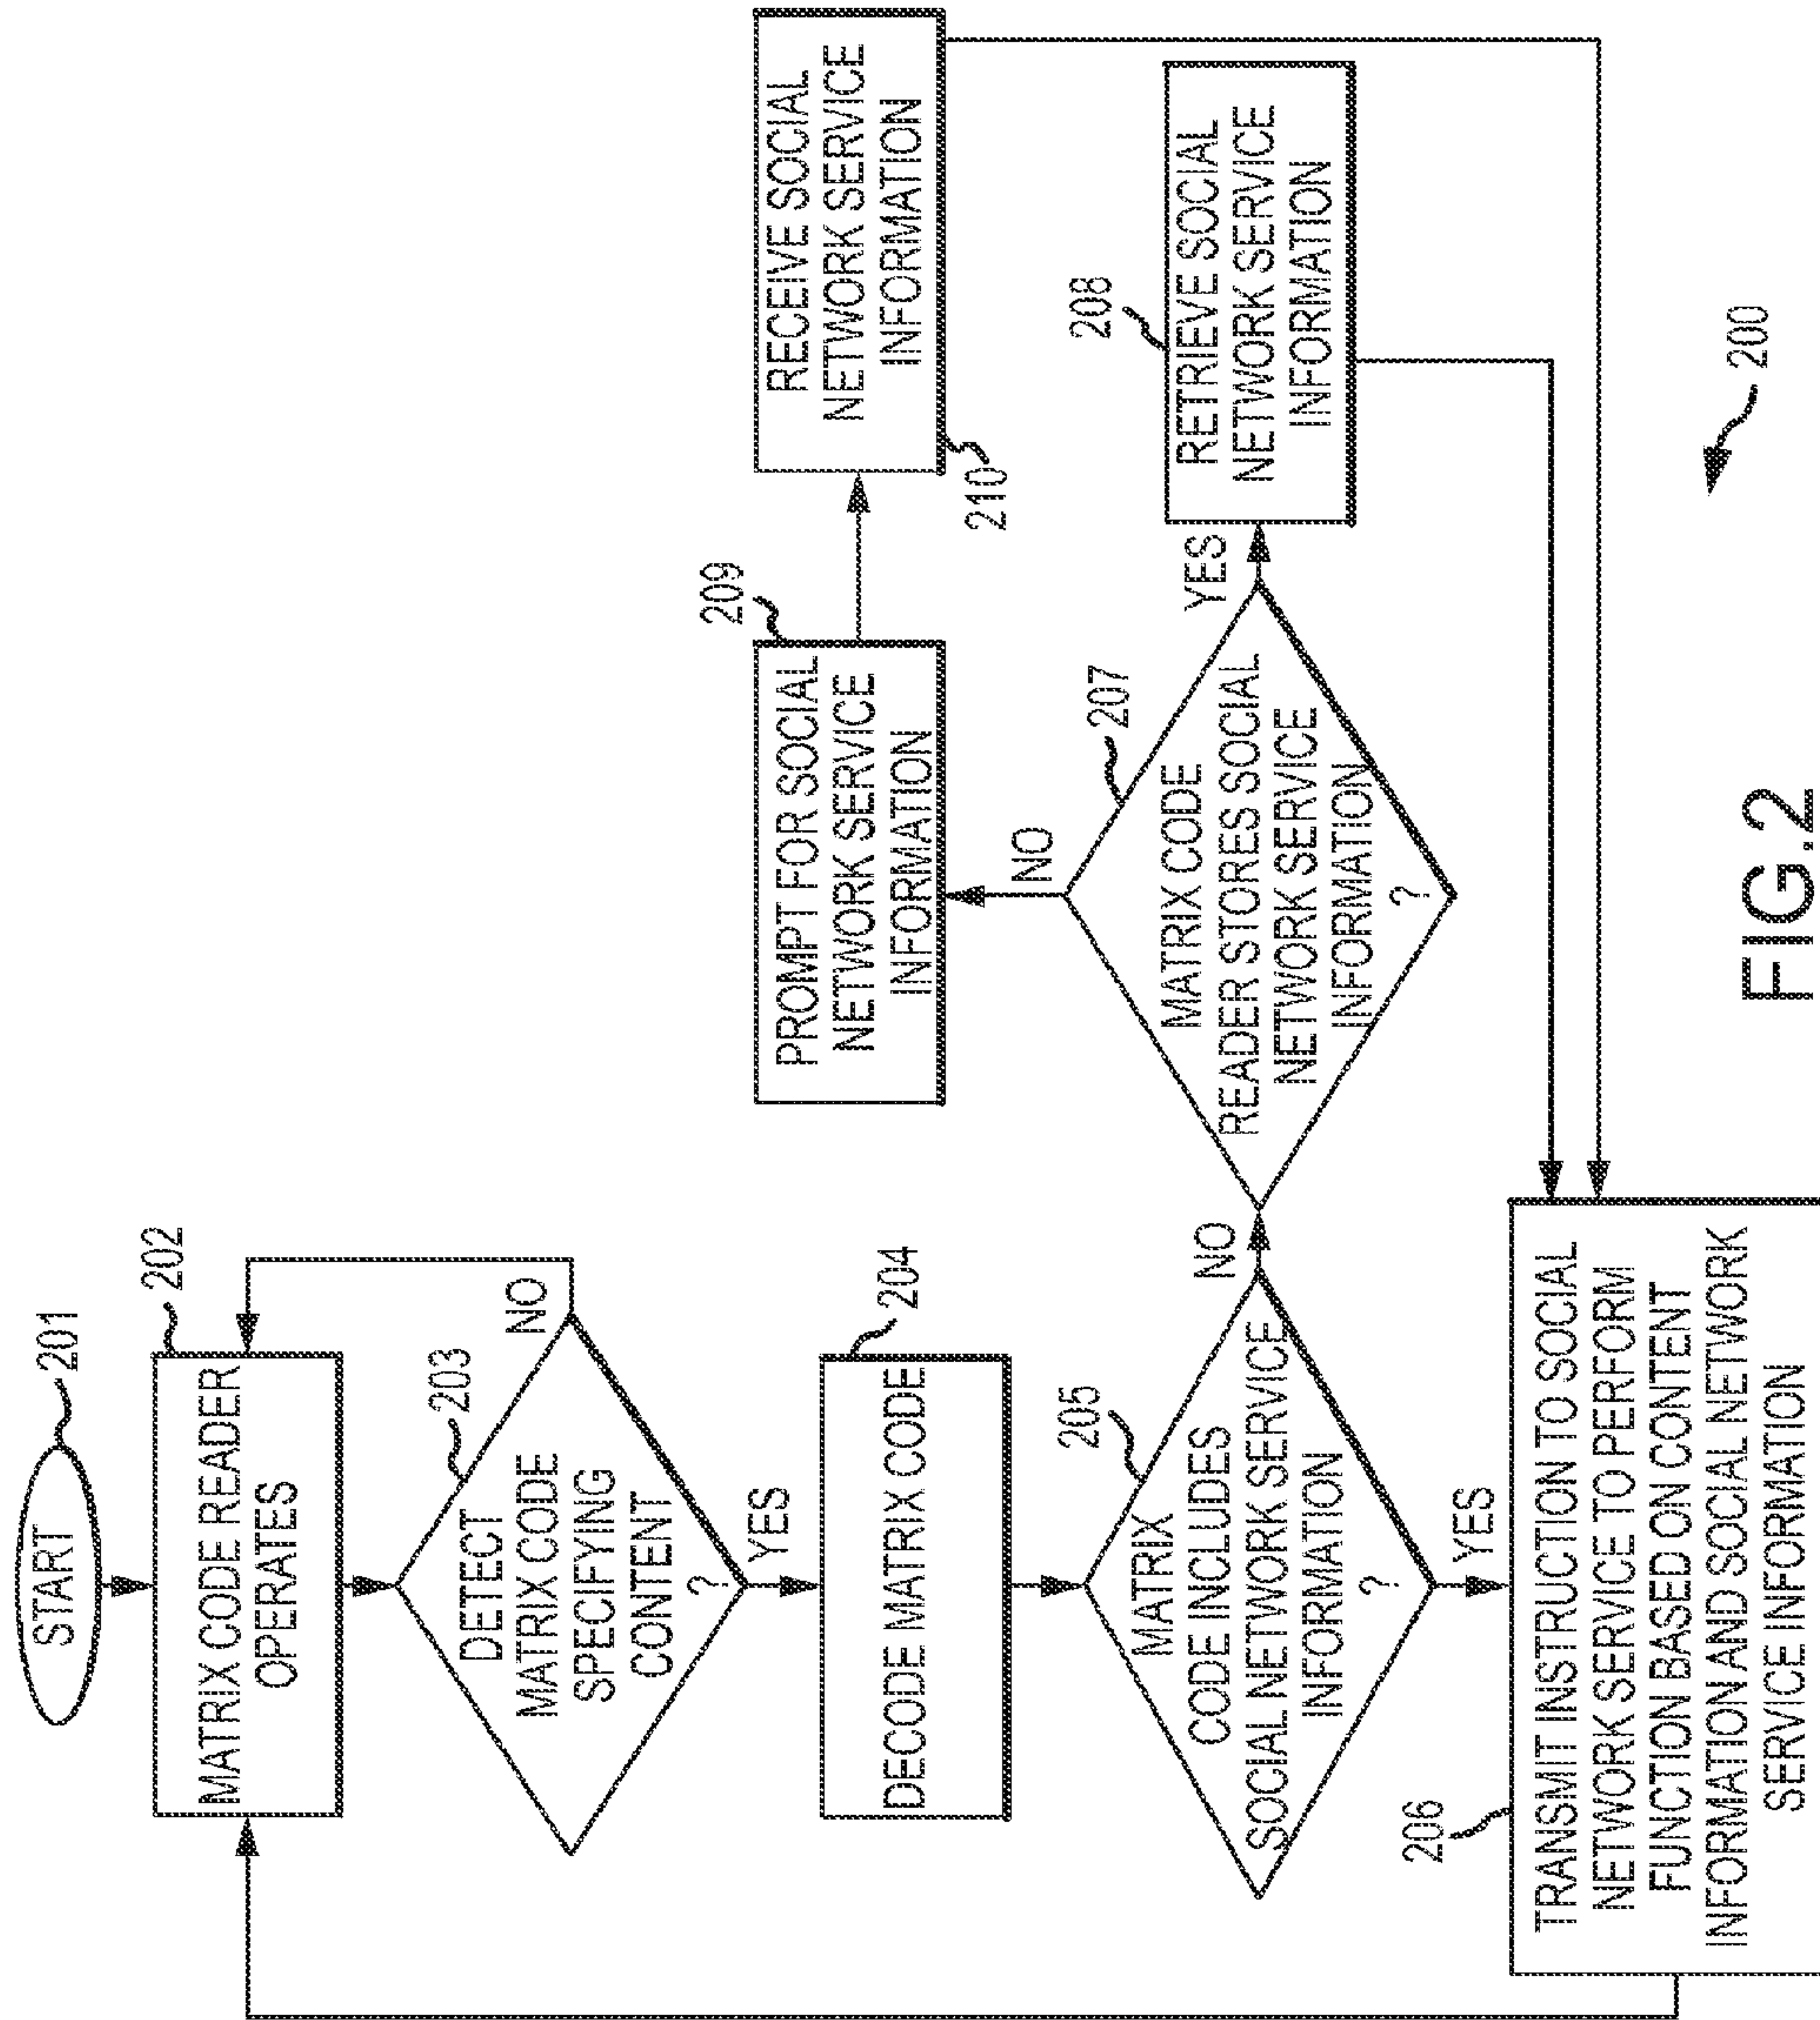 START
201
MATRIX CODE READER
OPERATES
202
DETECT
MATRIX CODE
SPECIFYING
CONTENT
?
203
NO
YES
DECODE MATRIX CODE
204
MATRIX
CODE INCLUDES
SOCIAL NETWORK SERVICE
INFORMATION
?
205
NO
YES
TRANSMIT INSTRUCTION TO SOCIAL
NETWORK SERVICE TO PERFORM
FUNCTION BASED ON CONTENT
INFORMATION AND SOCIAL NETWORK
SERVICE INFORMATION
206
MATRIX CODE
READER STORES SOCIAL
NETWORK SERVICE
INFORMATION
?
207
NO
YES
RETRIEVE SOCIAL
NETWORK SERVICE
INFORMATION
208
PROMPT FOR SOCIAL
NETWORK SERVICE
INFORMATION
209
RECEIVE SOCIAL
NETWORK SERVICE
INFORMATION
210
200
FIG.2